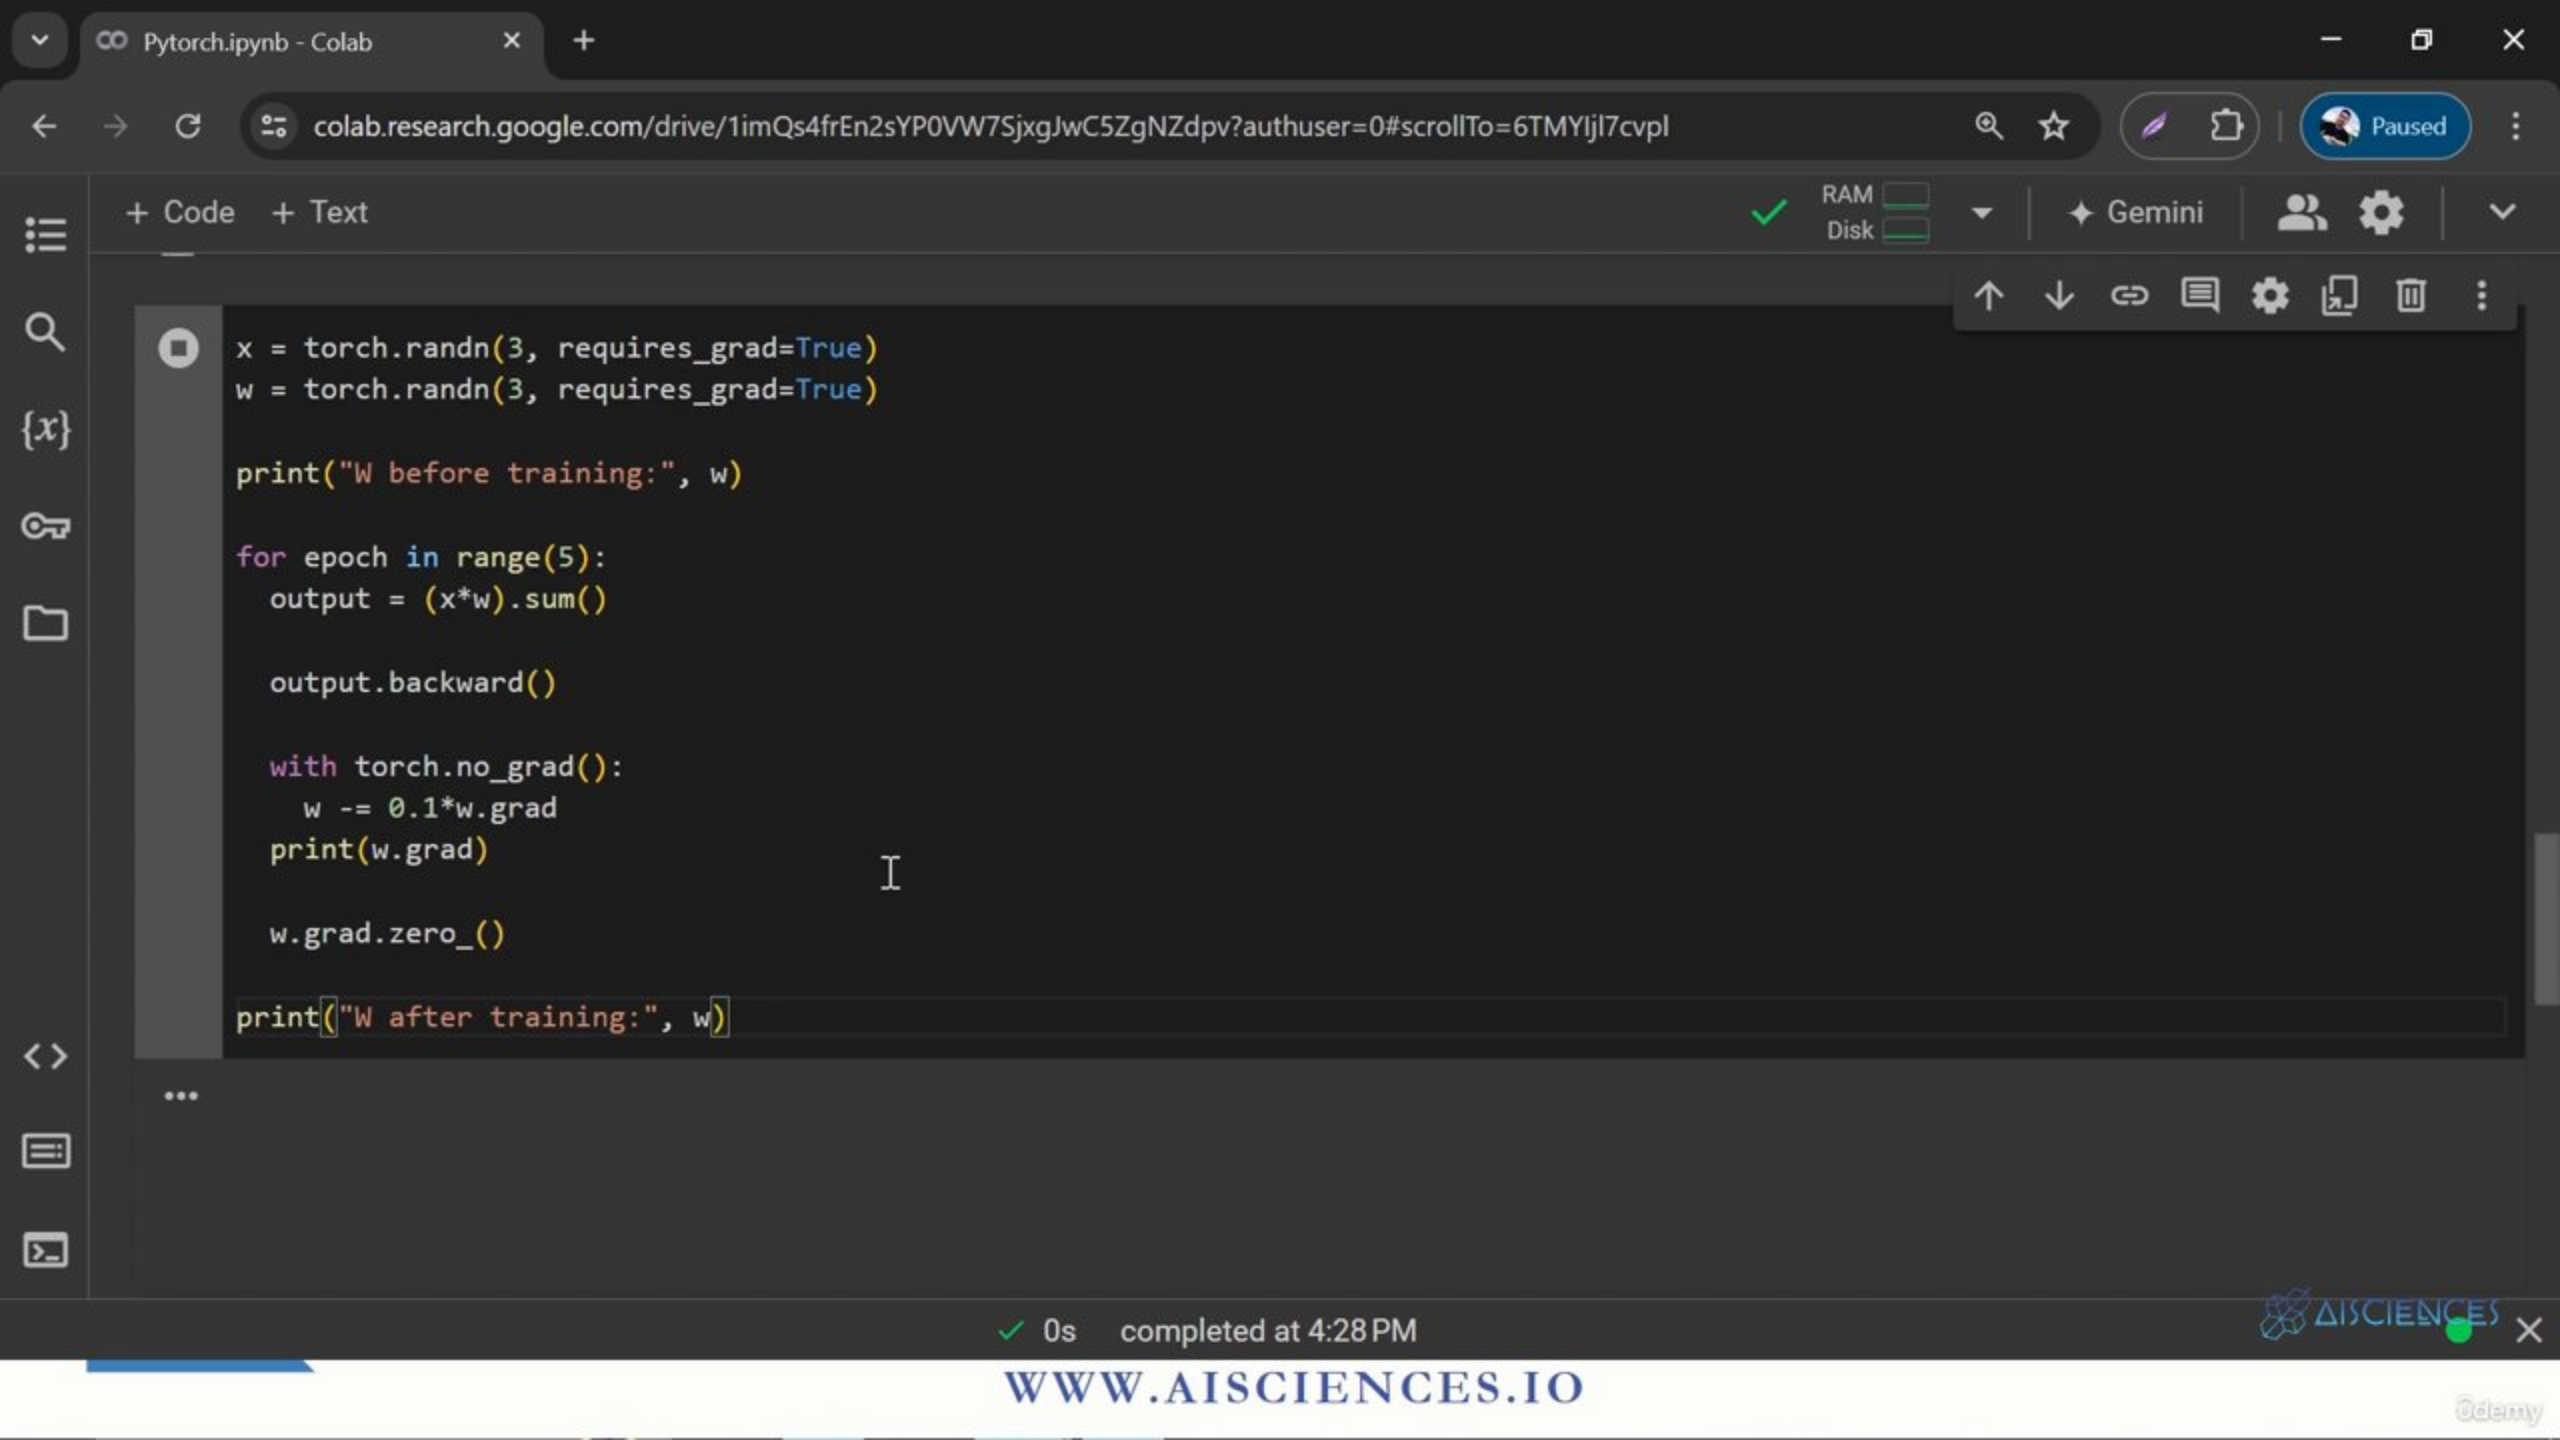 Pytorch.ipynb - Colab
colab.research.google.com/drive/1imQs4frEn2sYP0VW7SjxgJwC5ZgNZdpv?authuser=0#scrollTo=6TMYIjl7cvpl
Paused
+ Code + Text
RAM
Disk
Gemini
{x}
x = torch.randn(3, requires_grad=True)
w = torch.randn(3, requires_grad=True)
print("W before training:", w)
for epoch in range(5):
output = (x*w).sum()
output.backward()
with torch.no_grad():
w -= 0.1*w.grad
print(w.grad)
w.grad.zero_()
print("W after training:", w)
0s completed at 4:28 PM
AISCIENCES
WWW.AISCIENCES.IO
ûdemy